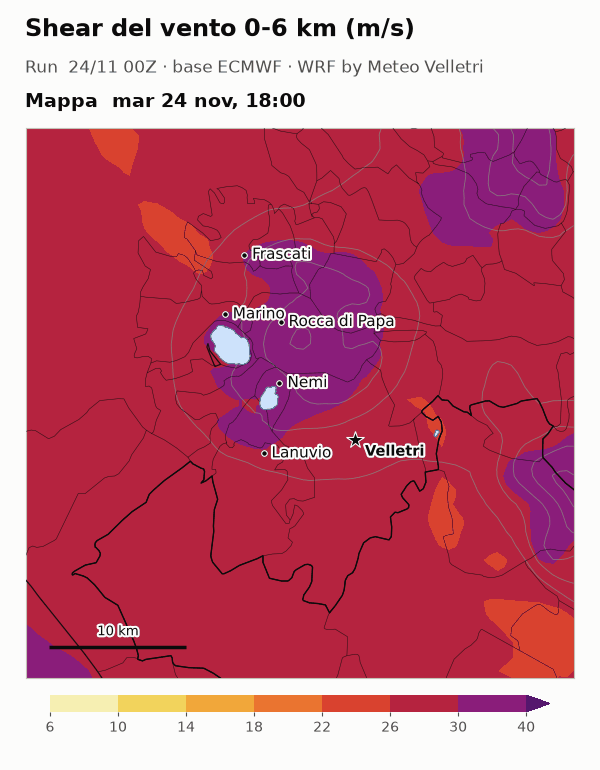 Shear del vento 0-6 km (m/s)
Run  24/11 00Z · base ECMWF · WRF by Meteo Velletri
Mappa  mar 24 nov, 18:00
Frascati
Marino
Rocca di Papa
Nemi
Velletri
Lanuvio
10 km
6 10 14 18 22 26 30 40